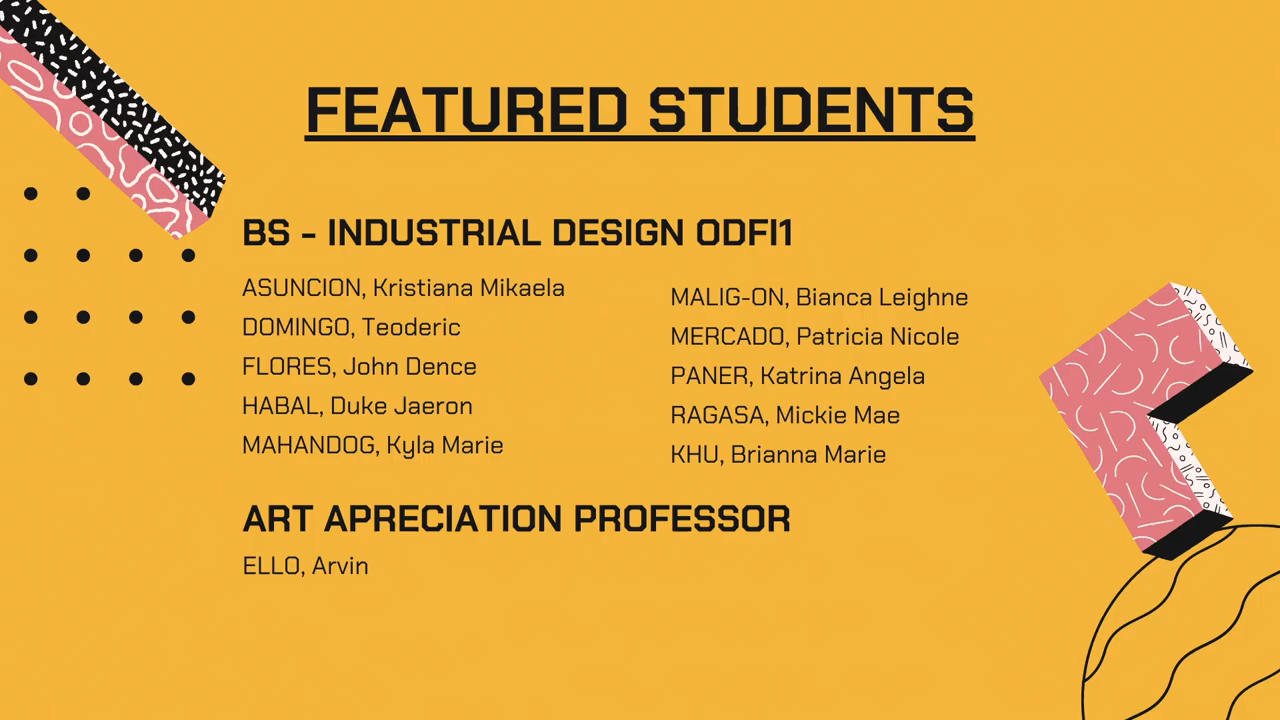 FEATURED STUDENTS
BS - INDUSTRIAL DESIGN ODFI1
ASUNCION, Kristiana Mikaela
DOMINGO, Teoderic
FLORES, John Dence
HABAL, Duke Jaeron
MAHANDOG, Kyla Marie
MALIG-ON, Bianca Leighne
MERCADO, Patricia Nicole
PANER, Katrina Angela
RAGASA, Mickie Mae
KHU, Brianna Marie
ART APRECIATION PROFESSOR
ELLO, Arvin